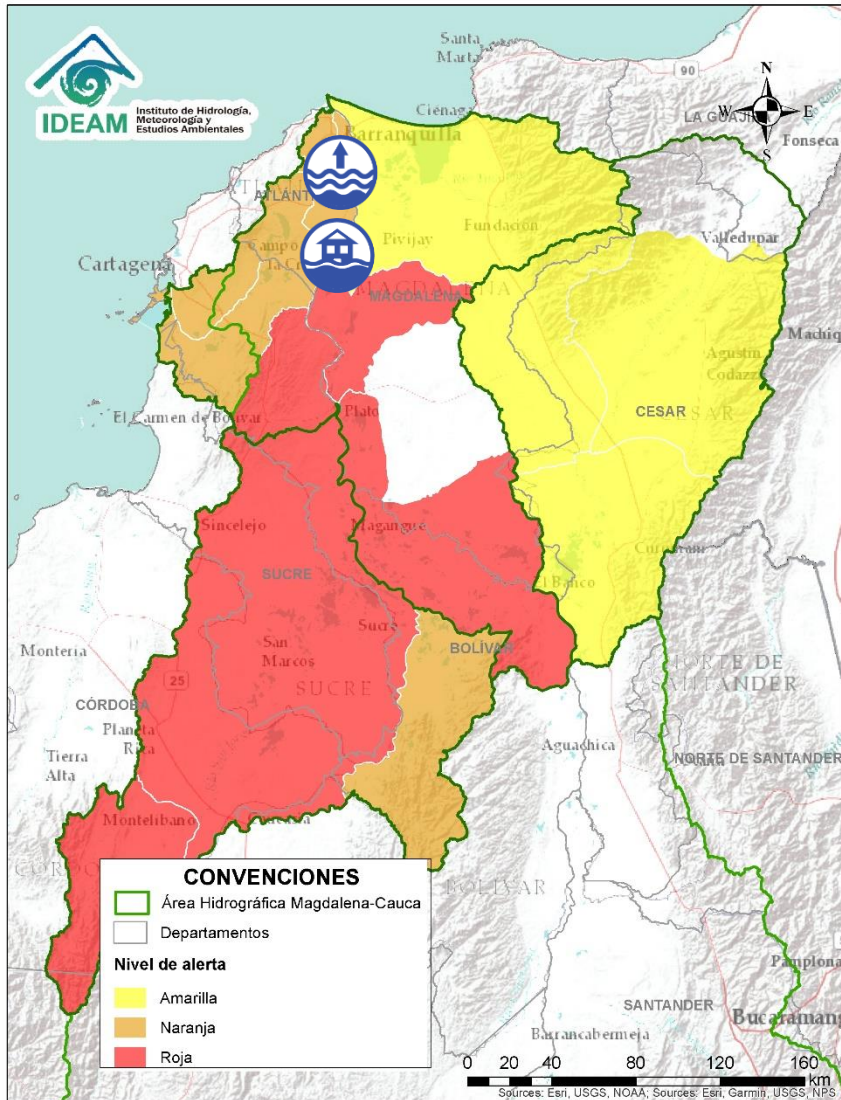 IDEAM
Instituto de Hidrología,
Meteorología y
Estudios Ambientales
Santa
Marta
90
N
W
E
S
LA GUAJIRA
Ciénaga
Barranquilla
Fonseca
Pivijay
Fundación
Valledupar
Cartagena
MAGDALENA
Agustín
Codazzi
El Carmen de Bolívar
Plato
CESAR
Sincelejo
Magangué
SUCRE
El Banco
Sucre
Montería
San
Marcos
BOLÍVAR
25
SUCRE
NORTE DE
SANTANDER
CÓRDOBA
Planeta
Rica
Aguachica
NORTE DE SANTANDER
Tierra
Alta
Montelíbano
BOLÍVAR
CONVENCIONES
Área Hidrográfica Magdalena-Cauca
Departamentos
Nivel de alerta
Amarilla
Naranja
Roja
Pamplona
SANTANDER
Bucaramang
Barrancabermeja
0 20 40 80 120 160
km
Sources: Esri, USGS, NOAA; Sources: Esri, Garmin, USGS, NPS